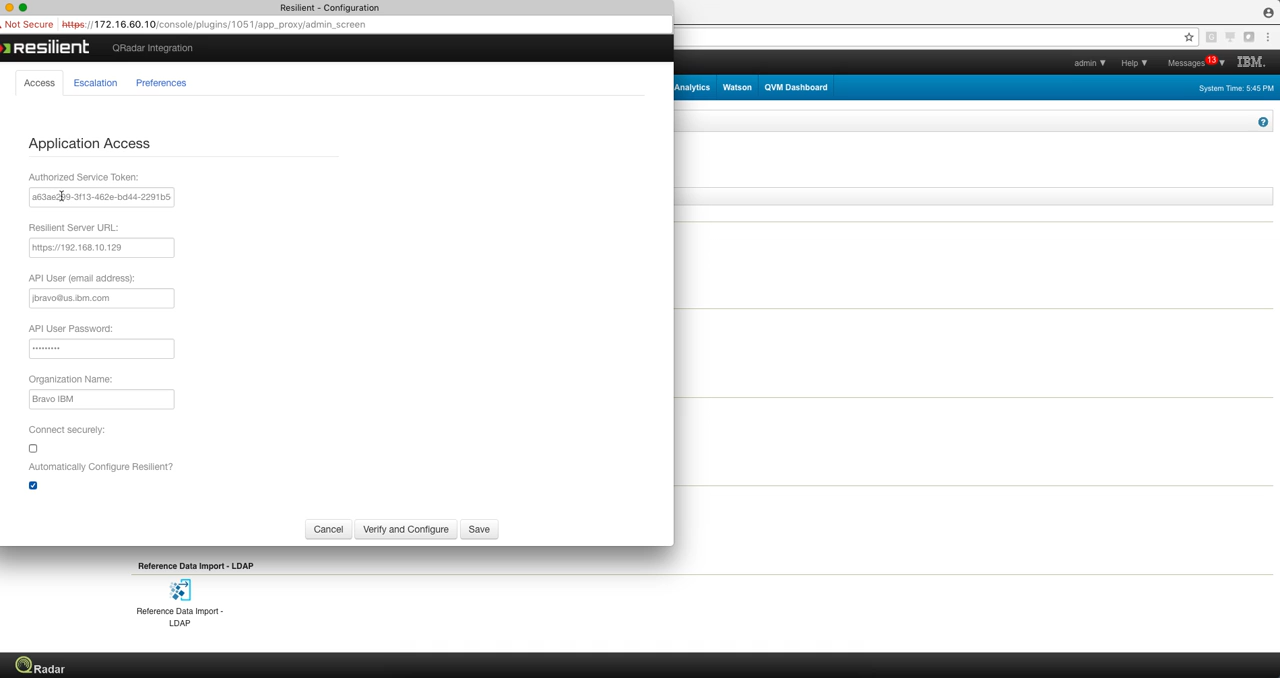 Resilient - Configuration
Not Secure https://172.16.60.10/console/plugins/1051/app_proxy/admin_screen
Resilient QRadar Integration
admin ▼ Help ▼ Messages 13 ▼ IBM.
Access Escalation Preferences
Analytics Watson QVM Dashboard System Time: 5:45 PM
Application Access
Authorized Service Token:
a63ae299-3f13-462e-bd44-2291b5
Resilient Server URL:
https://192.168.10.129
API User (email address):
jbravo@us.ibm.com
API User Password:
•••••••••
Organization Name:
Bravo IBM
Connect securely:
Automatically Configure Resilient?
Cancel Verify and Configure Save
Reference Data Import - LDAP
Reference Data Import -
LDAP
QRadar